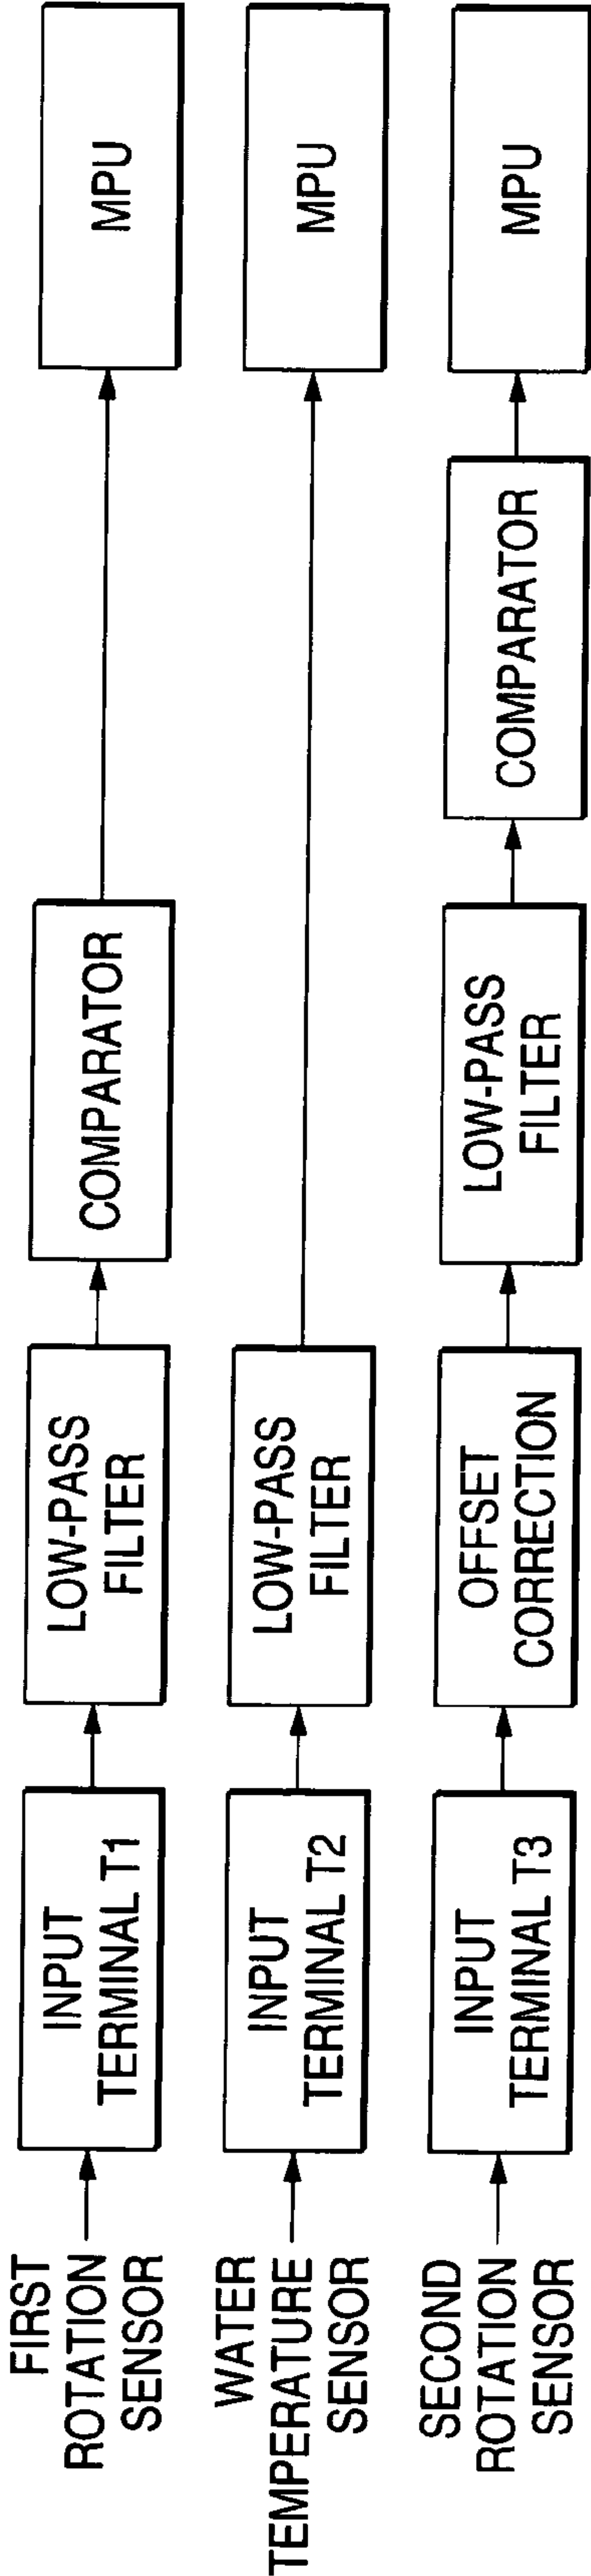 FIRST
ROTATION
SENSOR
INPUT
TERMINAL T1
LOW-PASS
FILTER
COMPARATOR
MPU
WATER
TEMPERATURE
SENSOR
INPUT
TERMINAL T2
LOW-PASS
FILTER
MPU
SECOND
ROTATION
SENSOR
INPUT
TERMINAL T3
OFFSET
CORRECTION
LOW-PASS
FILTER
COMPARATOR
MPU